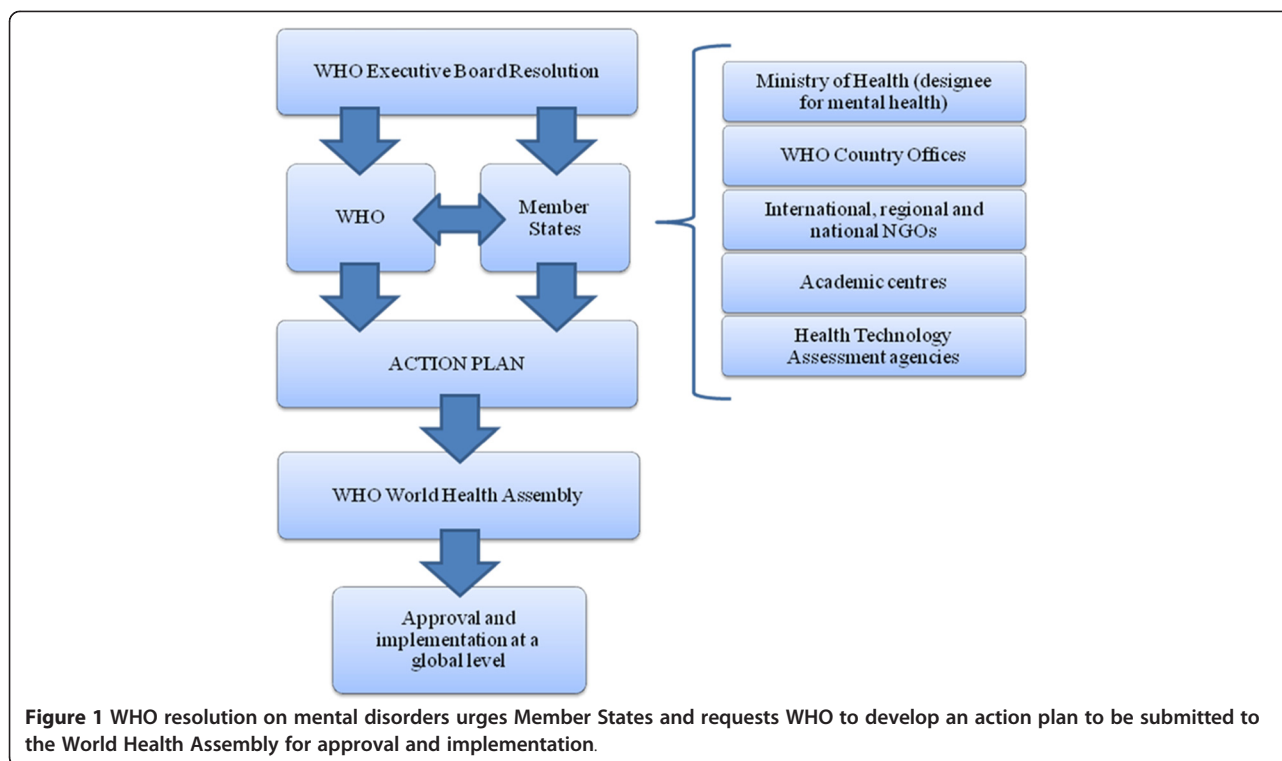 WHO Executive Board Resolution
WHO
Member
States
ACTION PLAN
WHO World Health Assembly
Approval and
implementation at a
global level
Ministry of Health (designee
for mental health)
WHO Country Offices
International, regional and
national NGOs
Academic centres
Health Technology
Assessment agencies
Figure 1 WHO resolution on mental disorders urges Member States and requests WHO to develop an action plan to be submitted to
the World Health Assembly for approval and implementation.